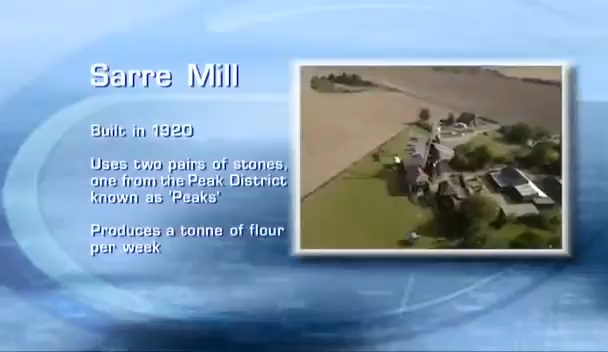 Sarre Mill
Built in 1920
Uses two pairs of stones,
one from the Peak District
known as 'Peaks'
Produces a tonne of flour
per week